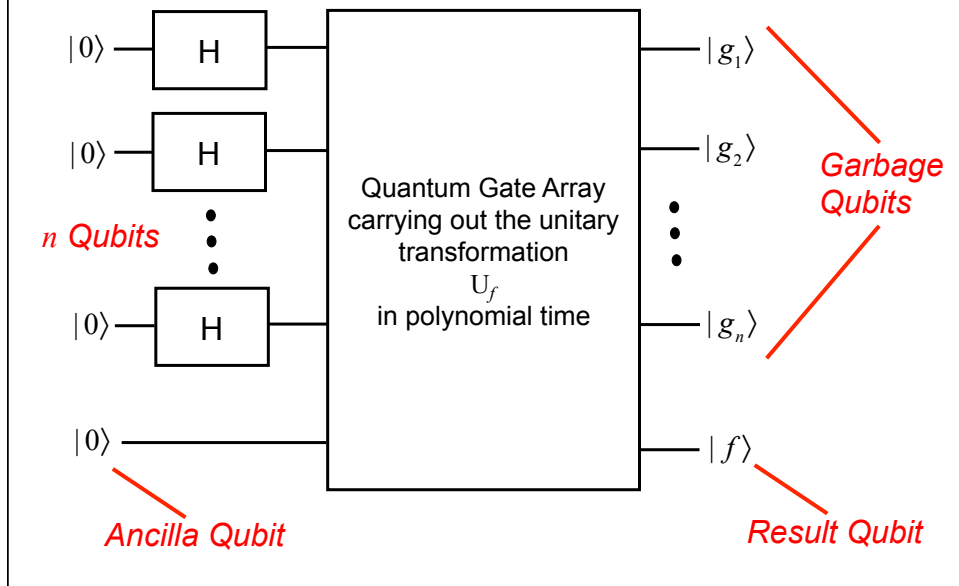 |0⟩ H |g₁⟩
|0⟩ H |g₂⟩
Garbage
Qubits
n Qubits
Quantum Gate Array
carrying out the unitary
transformation
U_f
in polynomial time
|0⟩ H |gₙ⟩
|0⟩ |f⟩
Ancilla Qubit
Result Qubit